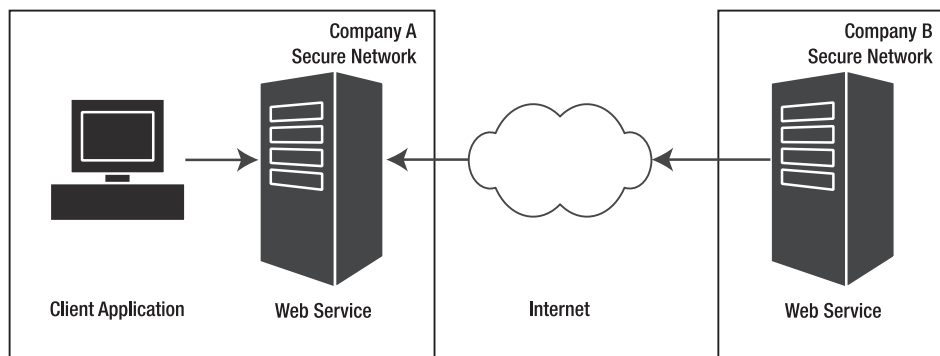 Company A
Secure Network
Company B
Secure Network
Client Application
Web Service
Internet
Web Service